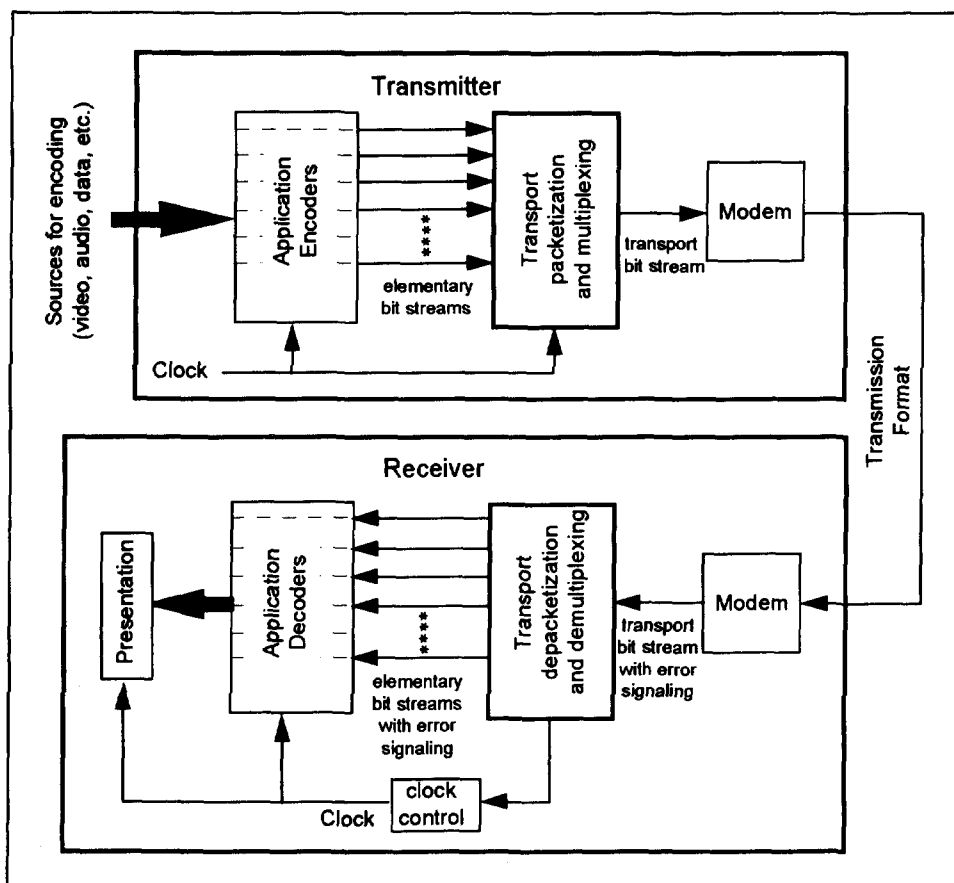 Transmitter
Sources for encoding
(video, audio, data, etc.)
Application
Encoders
****
elementary
bit streams
Transport
packetization
and multiplexing
transport
bit stream
Modem
Clock
Transmission
Format
Receiver
Presentation
Application
Decoders
****
elementary
bit streams
with error
signaling
Transport
depacketization
and demultiplexing
transport
bit stream
with error
signaling
Modem
Clock
clock
control